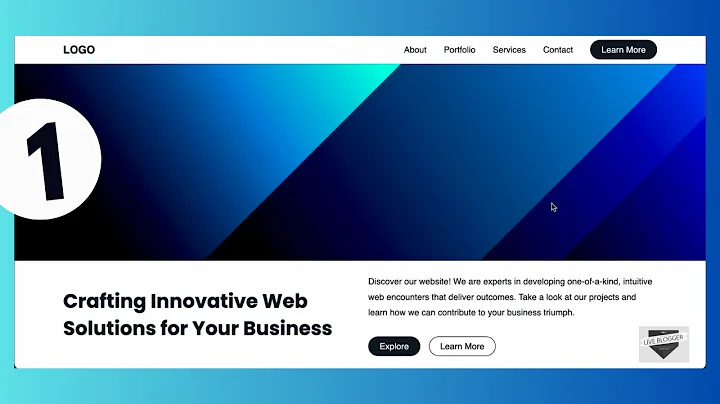 LOGO
About
Portfolio
Services
Contact
Learn More
1
Crafting Innovative Web
Solutions for Your Business
Discover our website! We are experts in developing one-of-a-kind, intuitive
web encounters that deliver outcomes. Take a look at our projects and
learn how we can contribute to your business triumph.
Explore
Learn More
LIVE BLOGGER